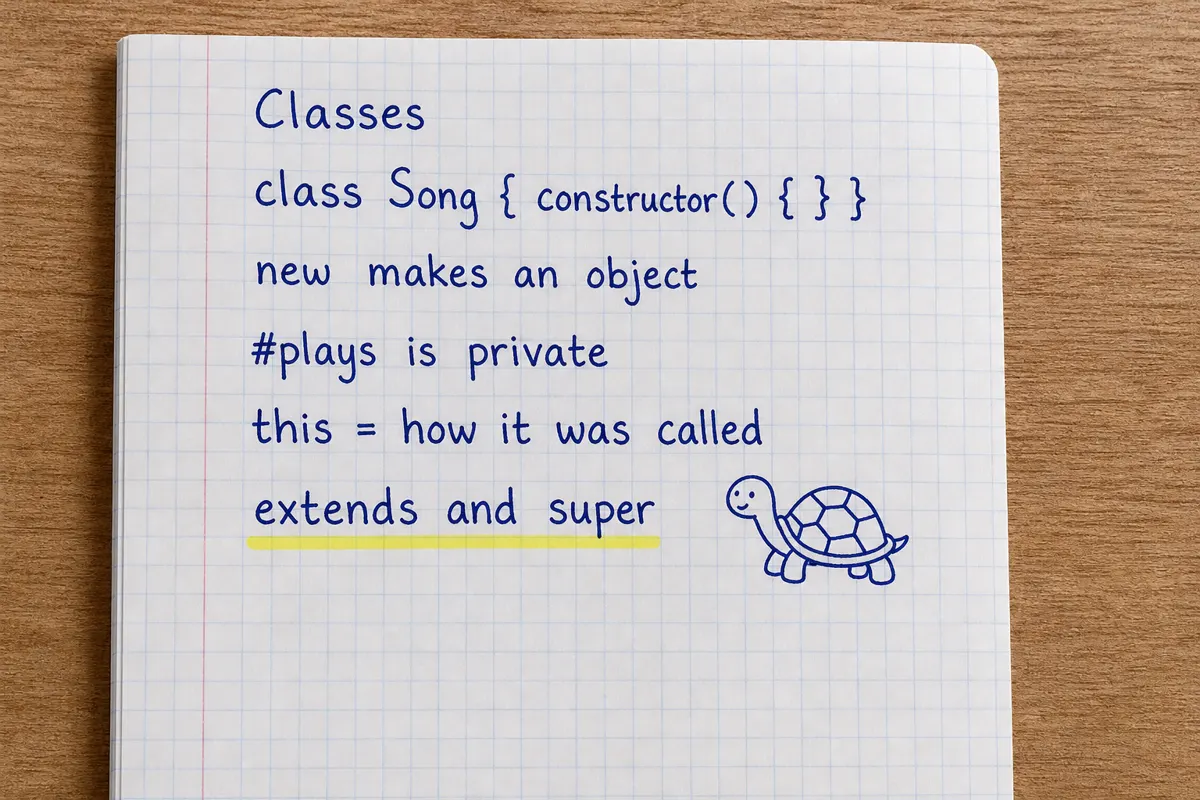 Classes
class Song { constructor() { } }
new makes an object
#plays is private
this = how it was called
extends and super